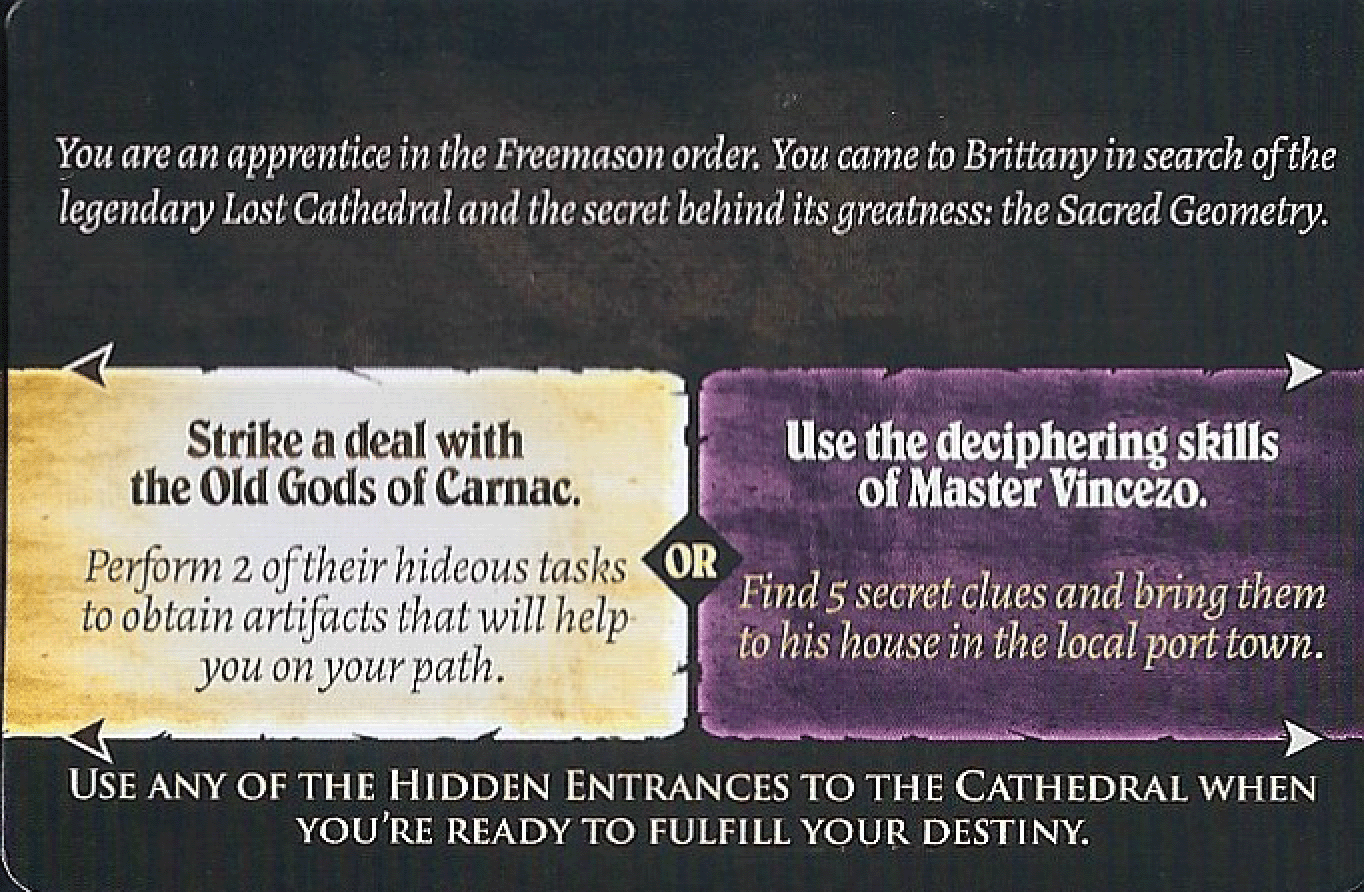 You are an apprentice in the Freemason order. You came to Brittany in search of the
legendary Lost Cathedral and the secret behind its greatness: the Sacred Geometry.
Strike a deal with
the Old Gods of Carnac.
Perform 2 of their hideous tasks
to obtain artifacts that will help
you on your path.
OR
Use the deciphering skills
of Master Vincezo.
Find 5 secret clues and bring them
to his house in the local port town.
USE ANY OF THE HIDDEN ENTRANCES TO THE CATHEDRAL WHEN
YOU'RE READY TO FULFILL YOUR DESTINY.